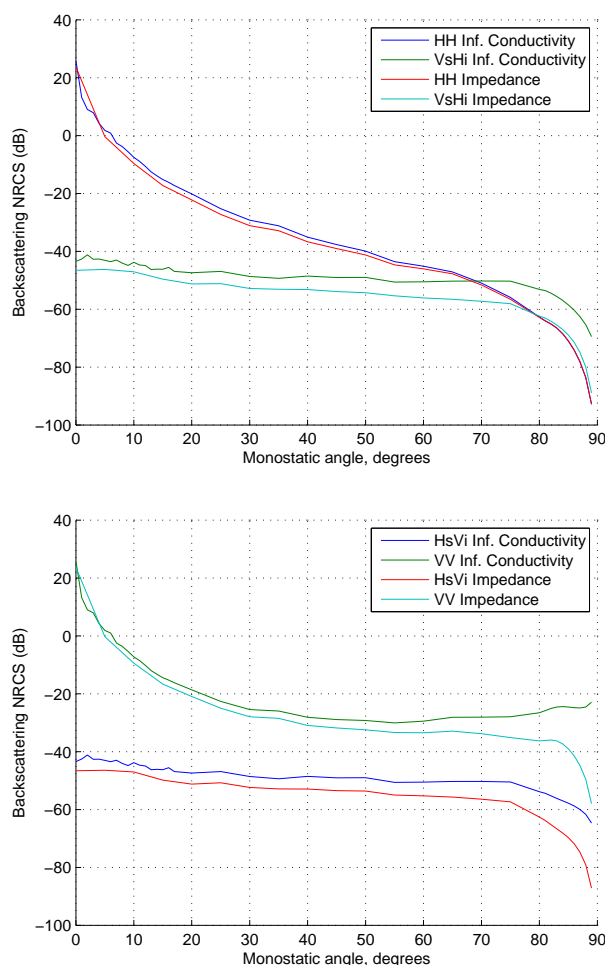 40
20
0
−20
−40
−60
−80
−100
Backscattering NRCS (dB)
HH Inf. Conductivity
VsHi Inf. Conductivity
HH Impedance
VsHi Impedance
0 10 20 30 40 50 60 70 80 90
Monostatic angle, degrees
40
20
0
−20
−40
−60
−80
−100
Backscattering NRCS (dB)
HsVi Inf. Conductivity
VV Inf. Conductivity
HsVi Impedance
VV Impedance
0 10 20 30 40 50 60 70 80 90
Monostatic angle, degrees